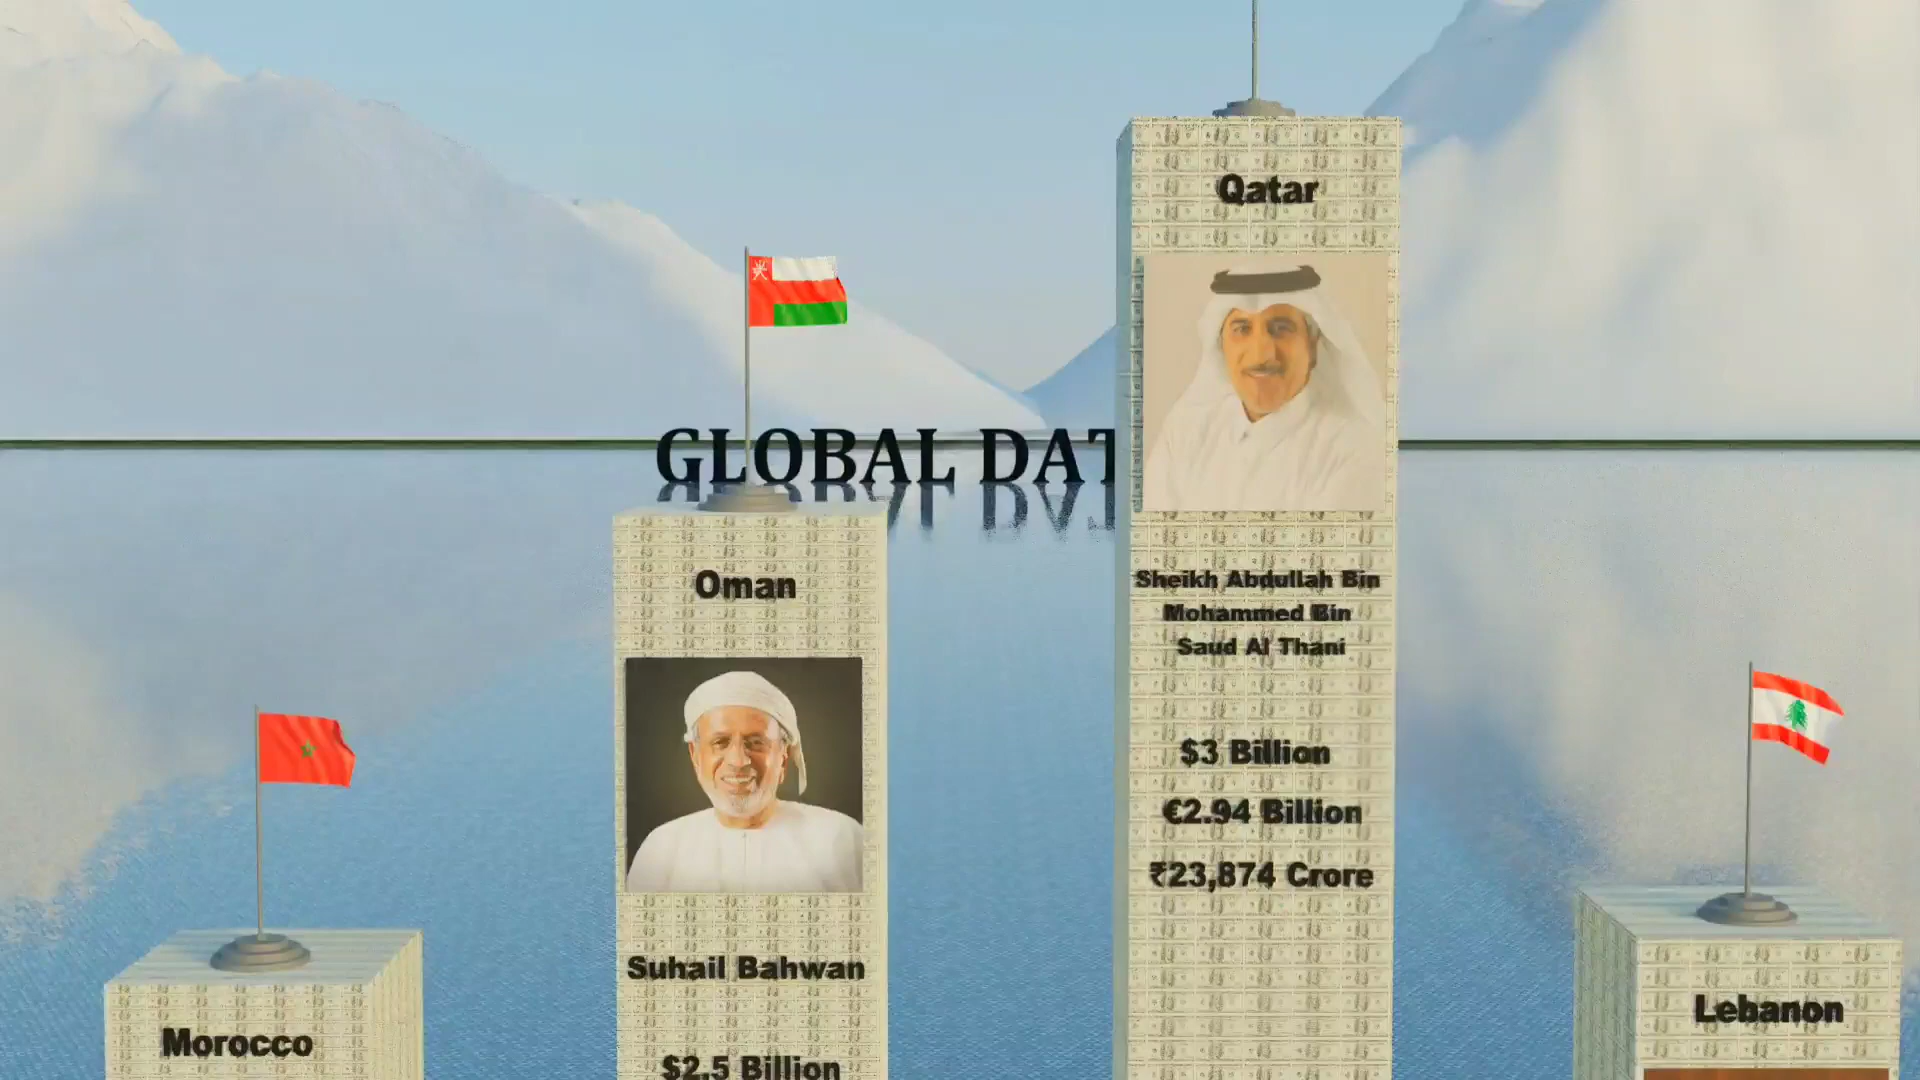 Qatar
GLOBAL DAT
Sheikh Abdullah Bin
Mohammed Bin
Saud Al Thani
$3 Billion
€2.94 Billion
₹23,874 Crore
Oman
Suhail Bahwan
$2.5 Billion
Morocco
Lebanon